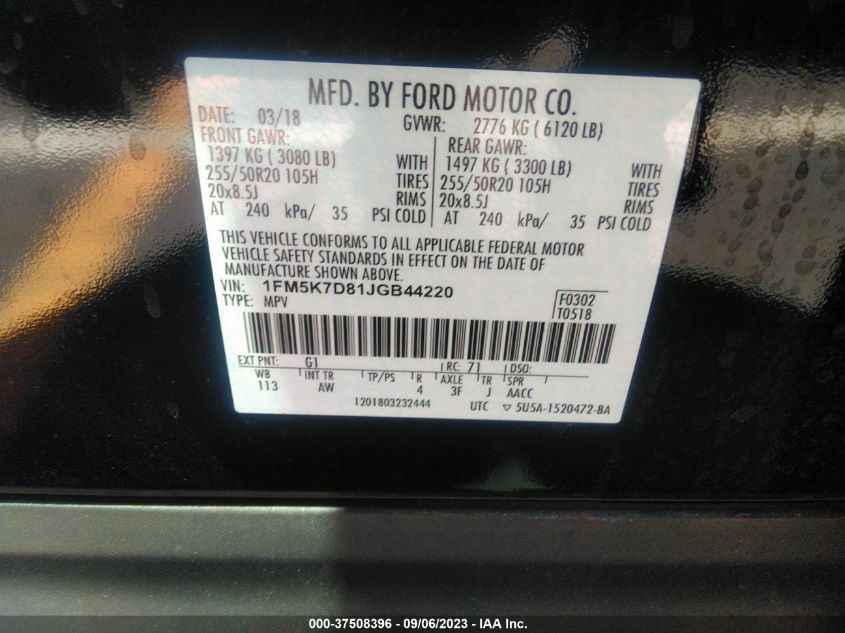 MFD. BY FORD MOTOR CO.
DATE: 03/18 GVWR: 2776 KG ( 6120 LB)
FRONT GAWR: REAR GAWR:
1397 KG ( 3080 LB) WITH 1497 KG ( 3300 LB) WITH
255/50R20 105H TIRES 255/50R20 105H TIRES
20x8.5J RIMS 20x8.5J RIMS
AT 240 kPa/ 35 PSI COLD AT 240 kPa/ 35 PSI COLD
THIS VEHICLE CONFORMS TO ALL APPLICABLE FEDERAL MOTOR
VEHICLE SAFETY STANDARDS IN EFFECT ON THE DATE OF
MANUFACTURE SHOWN ABOVE.
VIN: 1FM5K7D81JGB44220 F0302
TYPE: MPV T0518
EXT PNT: G1 RC: 71 DSO:
WB INT TR TP/PS R AXLE TR SPR
113 AW 4 3F J AACC
1201803232444 UTC ▽ 5U5A-1520472-BA
000-37508396 - 09/06/2023 - IAA Inc.